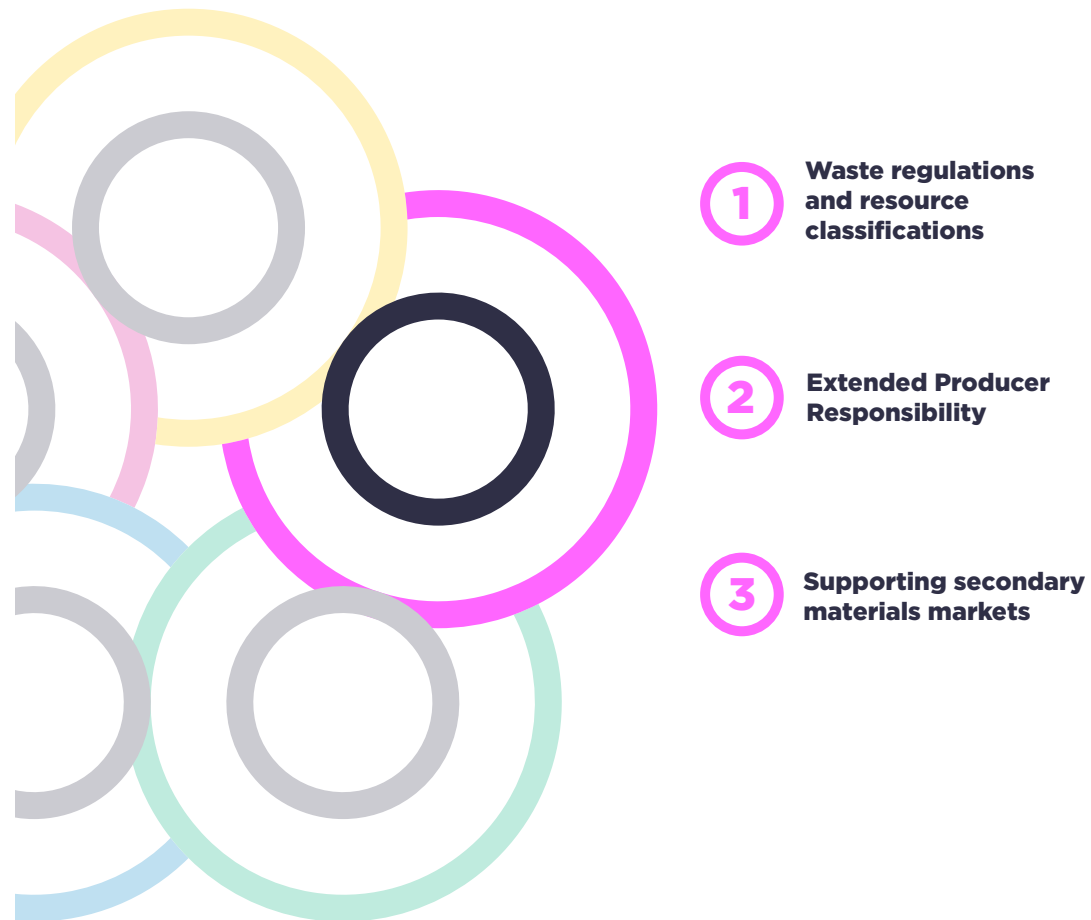 1
Waste regulations
and resource
classifications
2
Extended Producer
Responsibility
3
Supporting secondary
materials markets